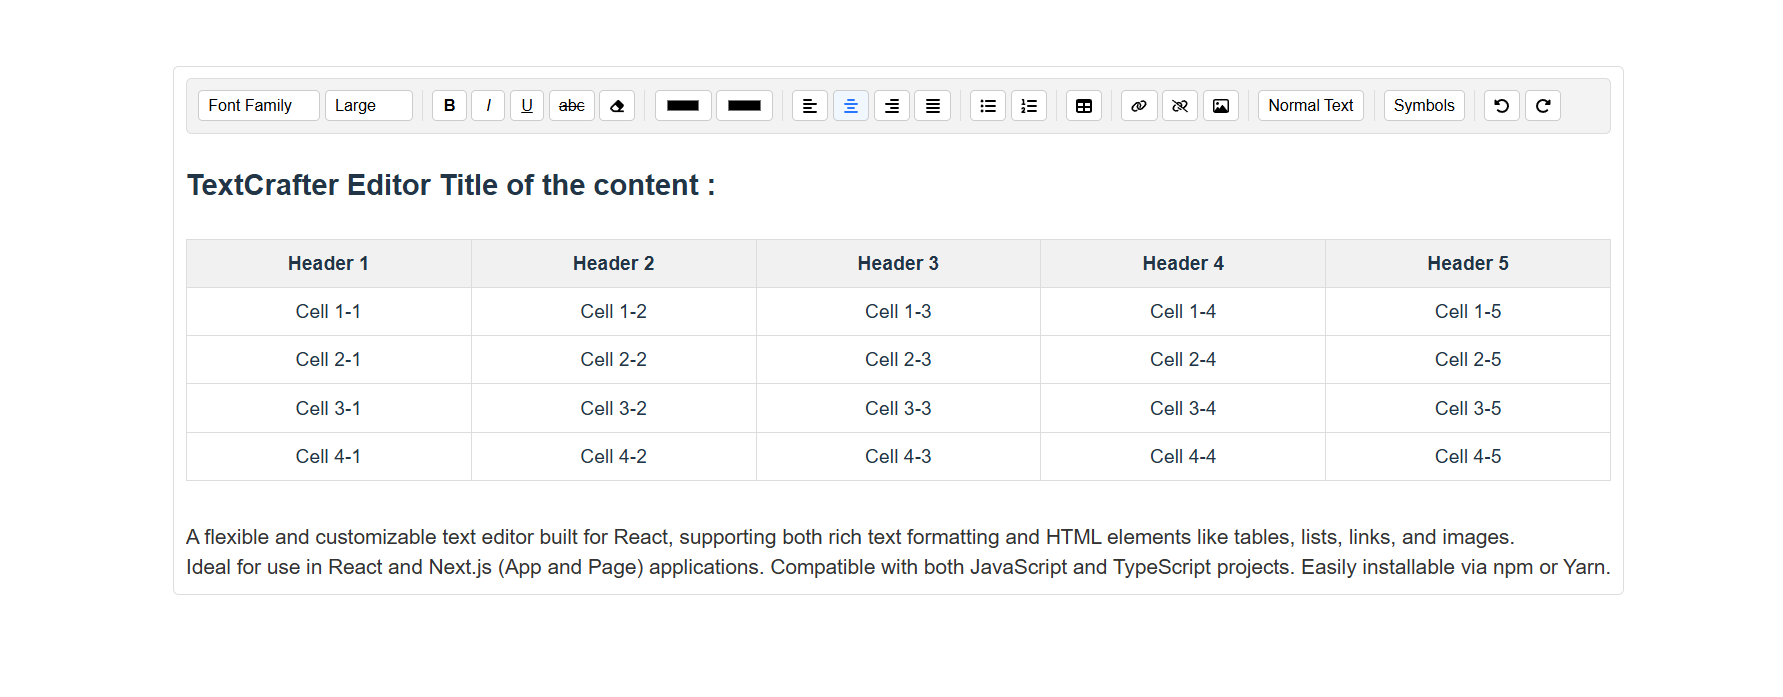 Font Family Large B I U abc Normal Text Symbols
TextCrafter Editor Title of the content :
Header 1 Header 2 Header 3 Header 4 Header 5
Cell 1-1 Cell 1-2 Cell 1-3 Cell 1-4 Cell 1-5
Cell 2-1 Cell 2-2 Cell 2-3 Cell 2-4 Cell 2-5
Cell 3-1 Cell 3-2 Cell 3-3 Cell 3-4 Cell 3-5
Cell 4-1 Cell 4-2 Cell 4-3 Cell 4-4 Cell 4-5
A flexible and customizable text editor built for React, supporting both rich text formatting and HTML elements like tables, lists, links, and images.
Ideal for use in React and Next.js (App and Page) applications. Compatible with both JavaScript and TypeScript projects. Easily installable via npm or Yarn.